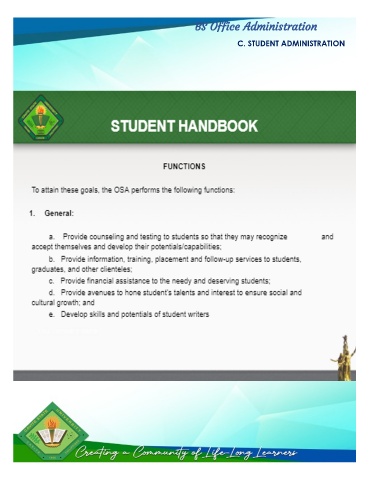 BS Office Administration
C. STUDENT ADMINISTRATION
STUDENT HANDBOOK
FUNCTIONS
To attain these goals, the OSA performs the following functions:
1. General:
a. Provide counseling and testing to students so that they may recognize and
accept themselves and develop their potentials/capabilities;
b. Provide information, training, placement and follow-up services to students,
graduates, and other clienteles;
c. Provide financial assistance to the needy and deserving students;
d. Provide avenues to hone student's talents and interest to ensure social and
cultural growth; and
e. Develop skills and potentials of student writers
Creating a Community of Life-Long Learners